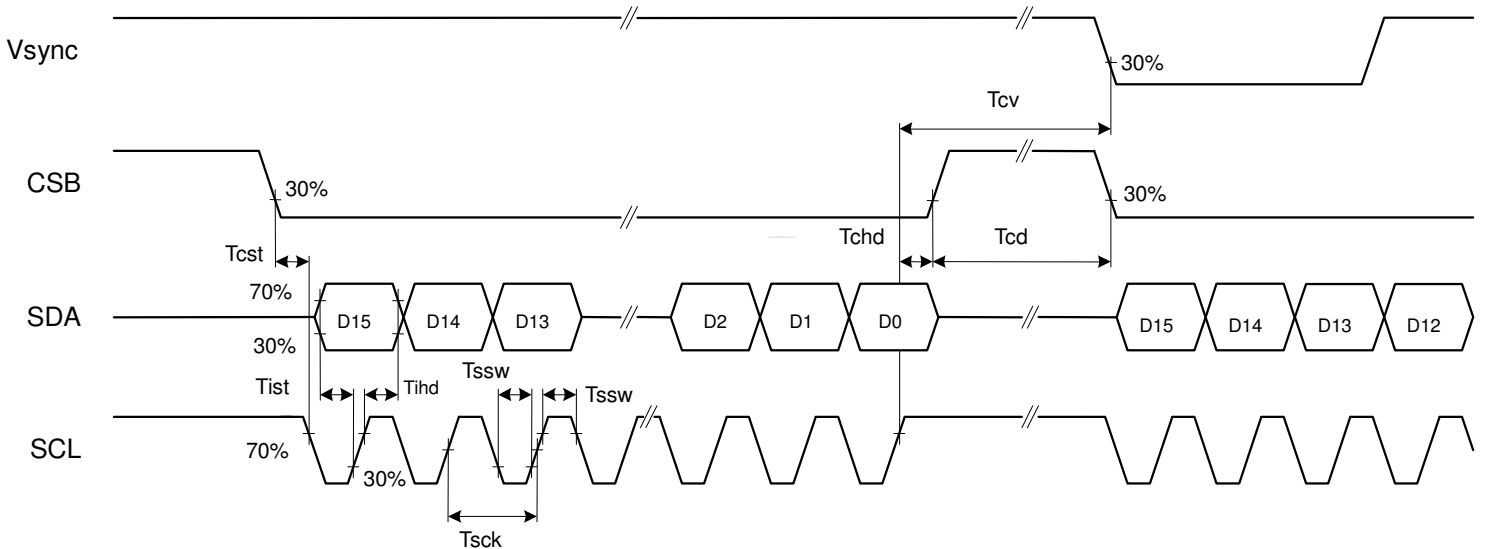 Vsync
30%
Tcv
CSB
30%
30%
Tcst
Tchd
Tcd
70%
SDA
D15
D14
D13
D2
D1
D0
D15
D14
D13
D12
30%
Tist
Tihd
Tssw
Tssw
SCL
70%
30%
Tsck